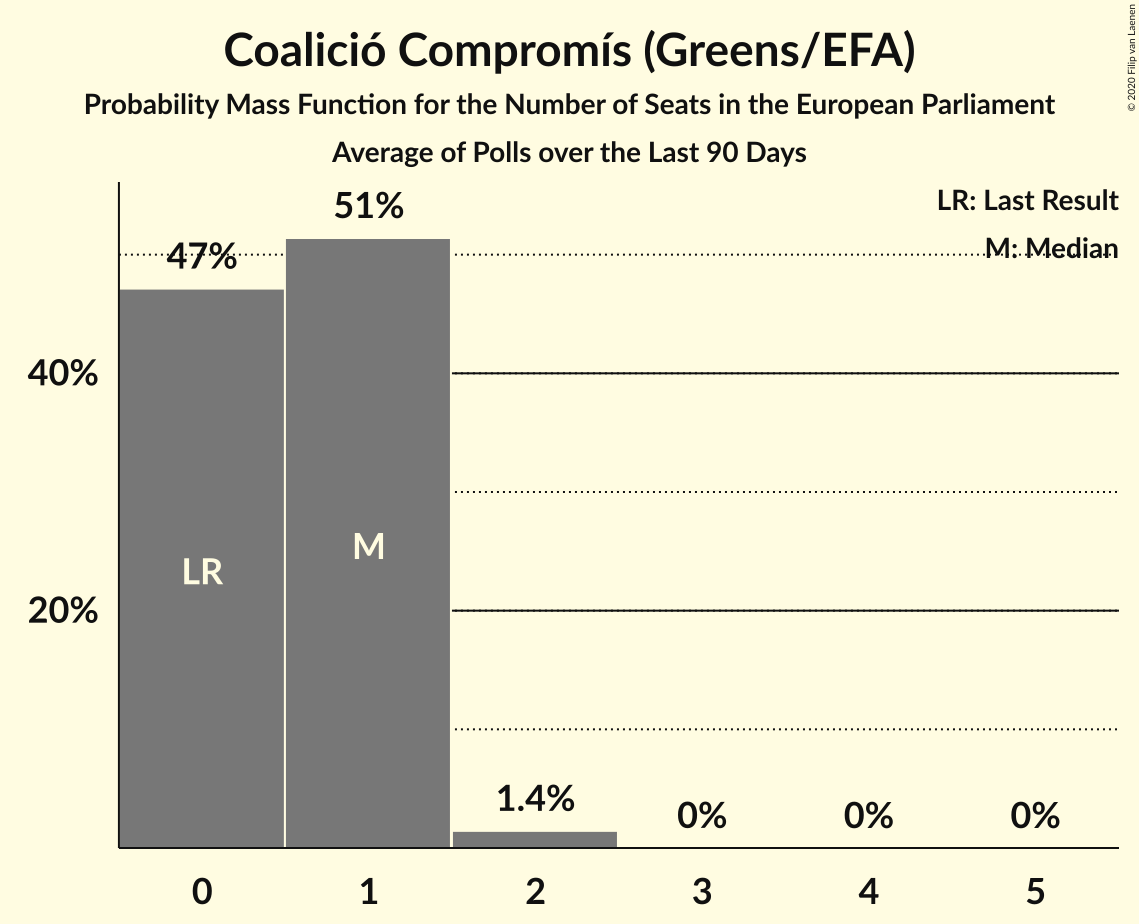 Coalició Compromís (Greens/EFA)
Probability Mass Function for the Number of Seats in the European Parliament
Average of Polls over the Last 90 Days
© 2020 Filip van Laenen
LR: Last Result
M: Median
51%
47%
40%
20%
LR
M
1.4%
0%
0%
0%
0
1
2
3
4
5